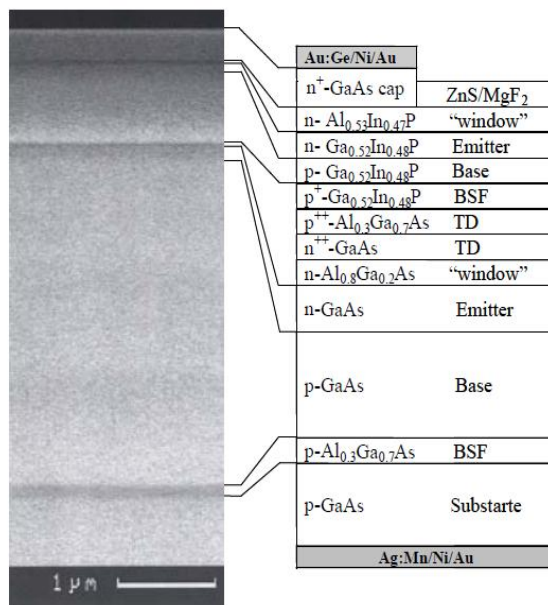 Au:Ge/Ni/Au
n⁺-GaAs cap
ZnS/MgF₂
n- Al₀.₅₃In₀.₄₇P "window"
n- Ga₀.₅₂In₀.₄₈P Emitter
p- Ga₀.₅₂In₀.₄₈P Base
p⁺-Ga₀.₅₂In₀.₄₈P BSF
p⁺⁺-Al₀.₃Ga₀.₇As TD
n⁺⁺-GaAs TD
n-Al₀.₈Ga₀.₂As "window"
n-GaAs Emitter
p-GaAs Base
p-Al₀.₃Ga₀.₇As BSF
p-GaAs Substarte
Ag:Mn/Ni/Au
1 μm